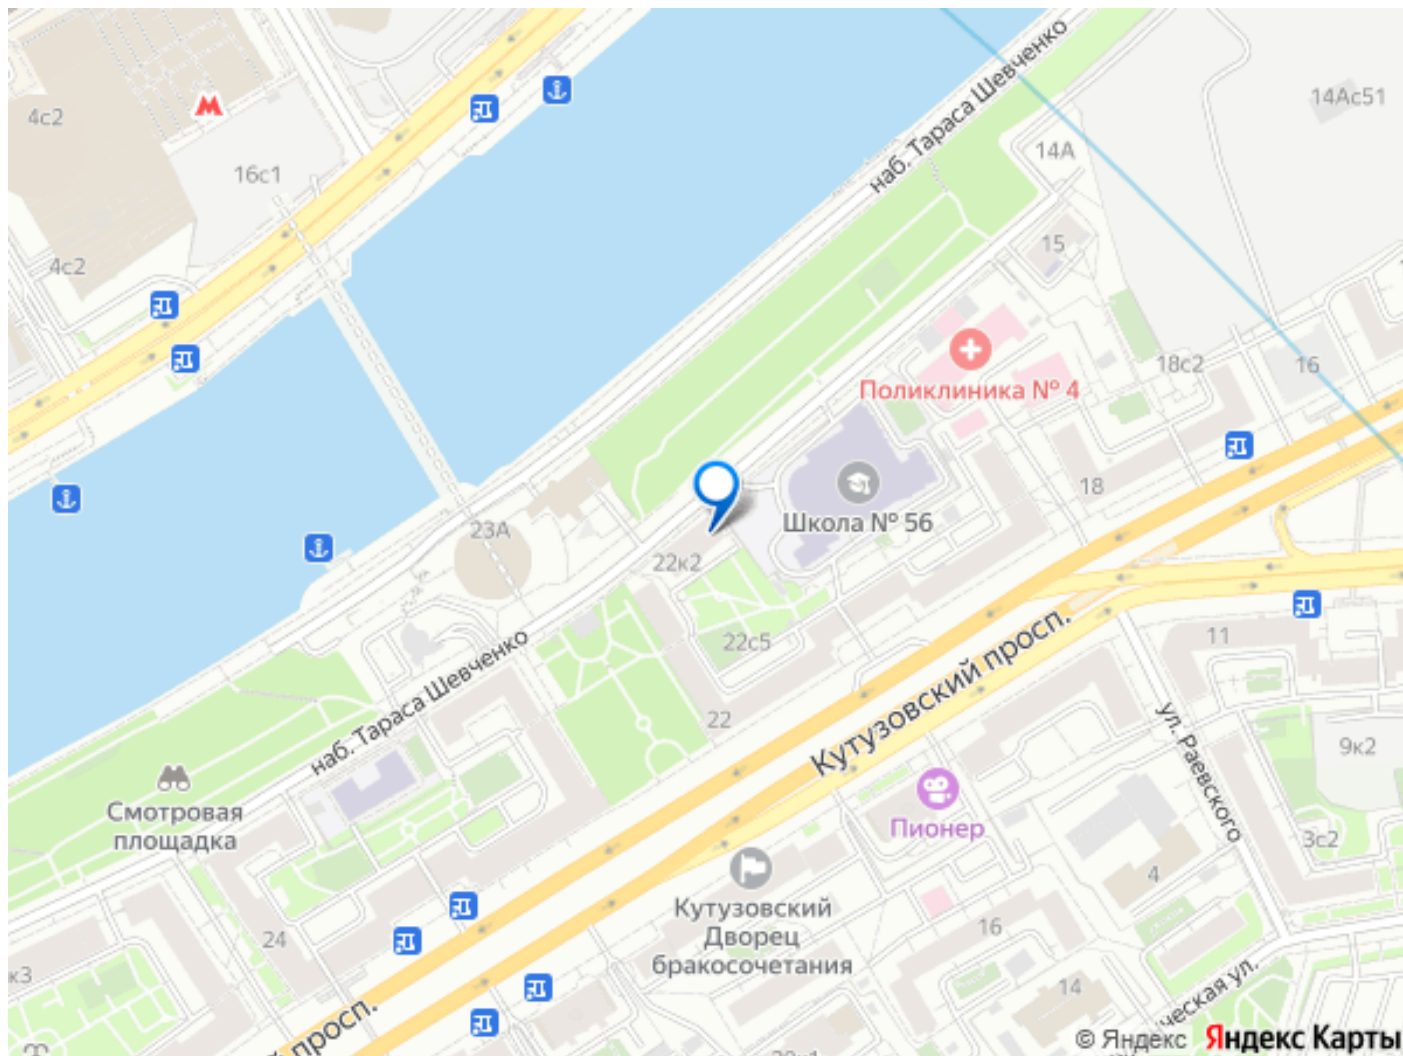 наб. Тараса Шевченко
14Ас51
4с2
14А
16с1
15
4с2
Поликлиника № 4
18с2
16
18
Школа № 56
23А
22к2
22с5
11
наб. Тараса Шевченко
22
Кутузовский просп.
ул. Раевского
9к2
Смотровая
площадка
Пионер
3с2
4
Кутузовский
Дворец
бракосочетания
24
16
к3
14
ческая ул.
й просп.
© Яндекс Яндекс Карты